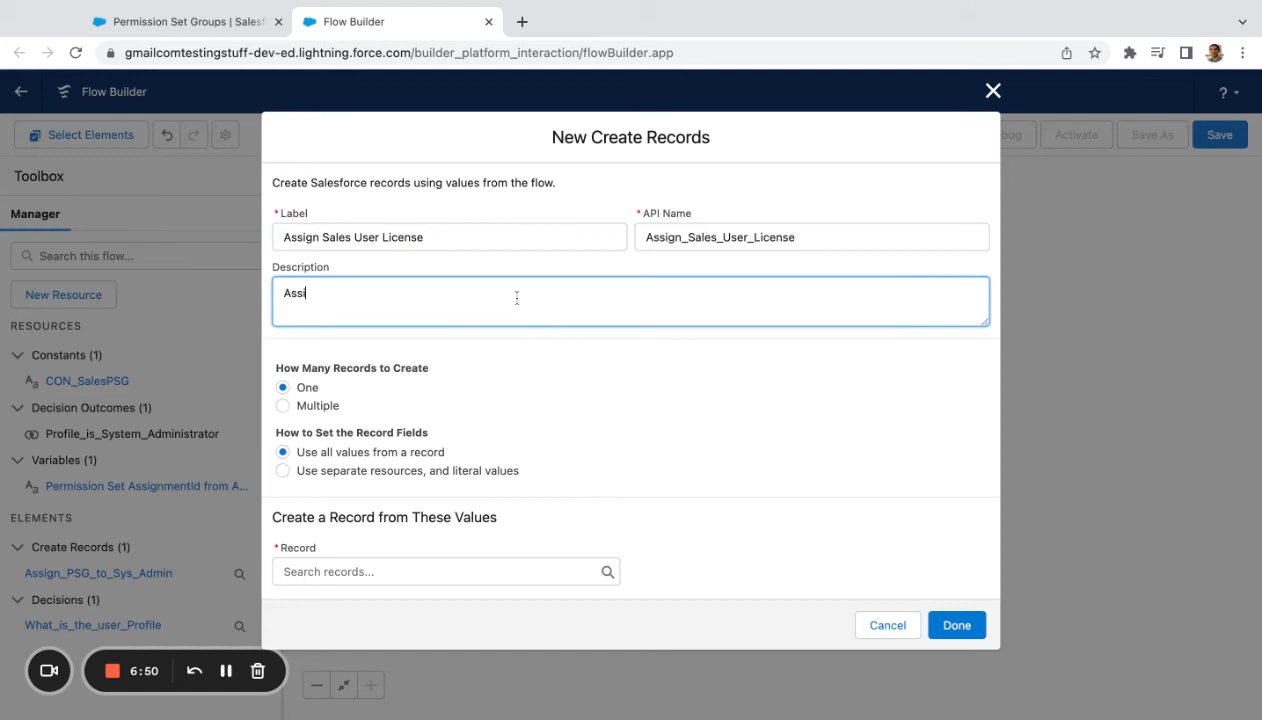 Permission Set Groups | Salesf
Flow Builder
gmailcomtestingstuff-dev-ed.lightning.force.com/builder_platform_interaction/flowBuilder.app
Flow Builder
?
Select Elements
bug
Activate
Save As
Save
Toolbox
Manager
Search this flow...
New Resource
RESOURCES
Constants (1)
CON_SalesPSG
Decision Outcomes (1)
Profile_is_System_Administrator
Variables (1)
Permission Set AssignmentId from A...
ELEMENTS
Create Records (1)
Assign_PSG_to_Sys_Admin
Decisions (1)
What_is_the_user_Profile
6:50
New Create Records
Create Salesforce records using values from the flow.
* Label
* API Name
Assign Sales User License
Assign_Sales_User_License
Description
Assi
How Many Records to Create
One
Multiple
How to Set the Record Fields
Use all values from a record
Use separate resources, and literal values
Create a Record from These Values
* Record
Search records...
Cancel
Done